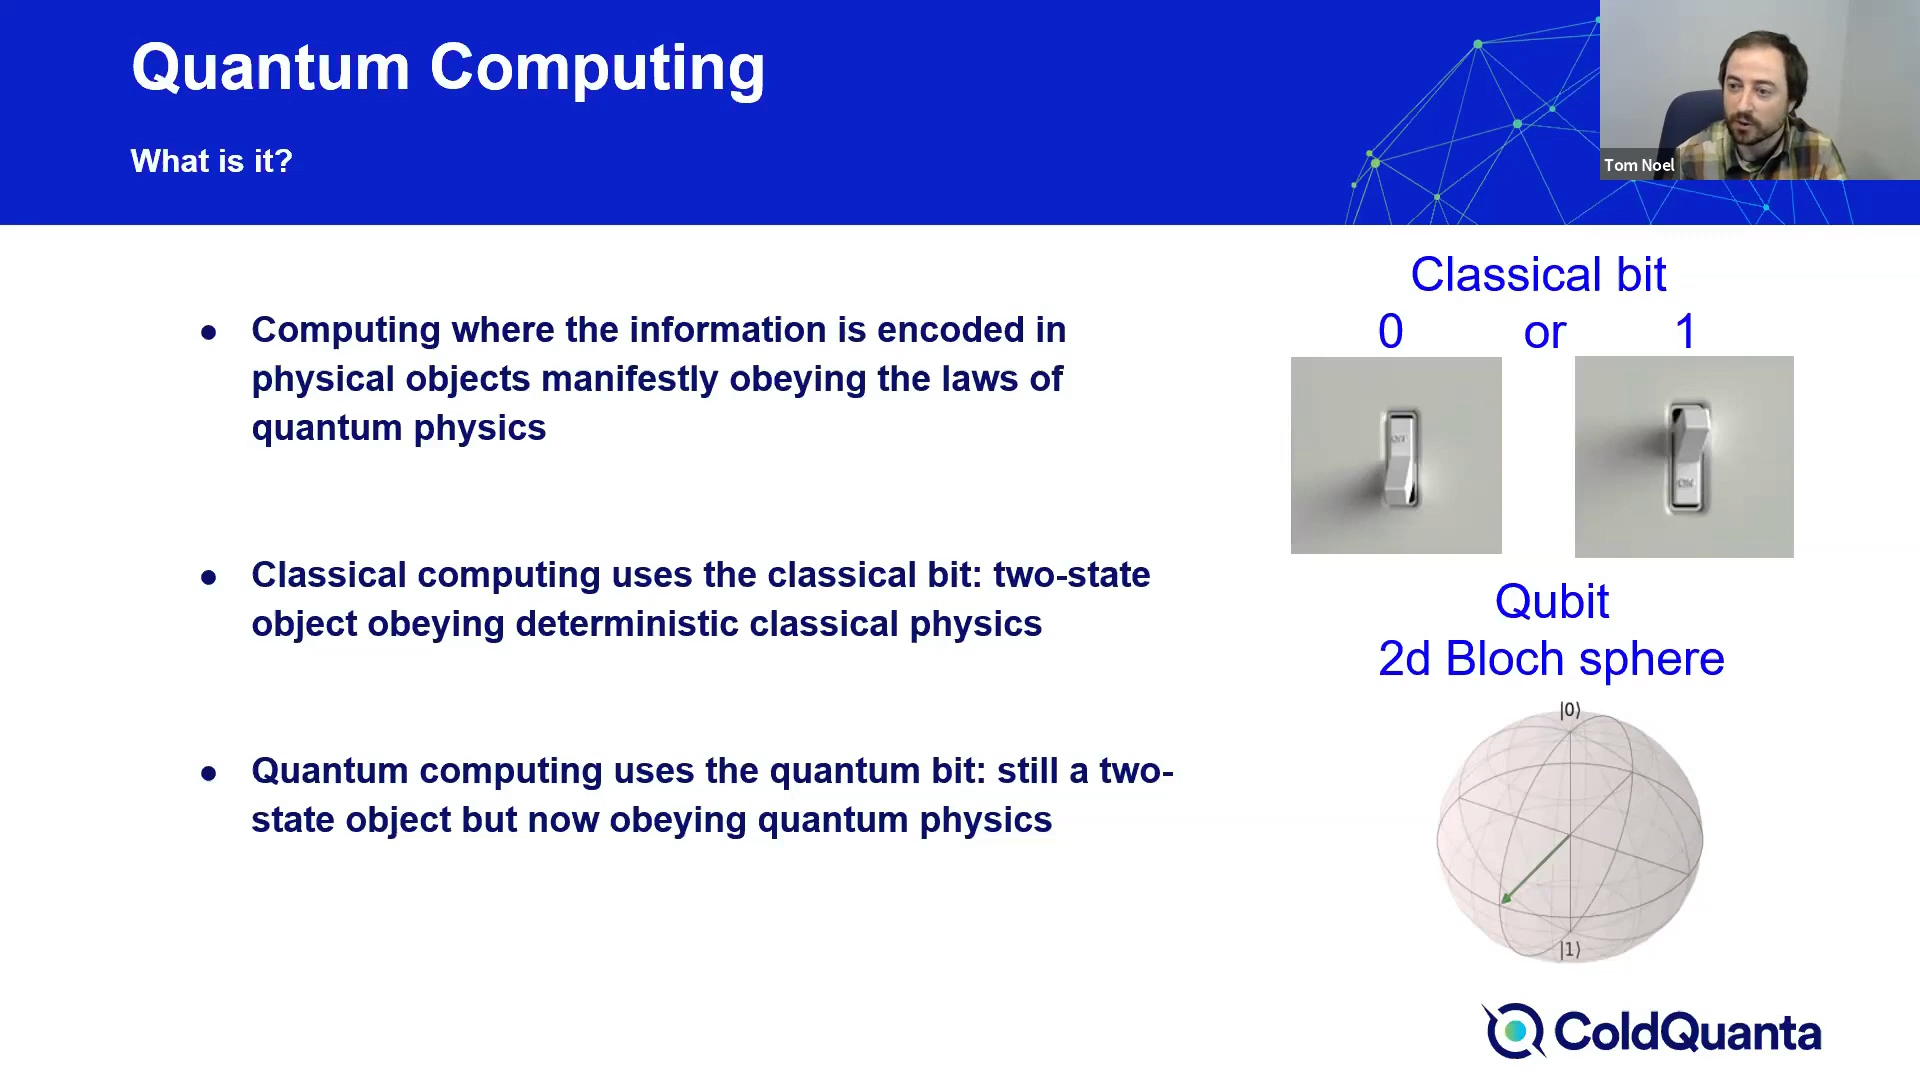 Quantum Computing
What is it?
Tom Noel
● Computing where the information is encoded in
physical objects manifestly obeying the laws of
quantum physics
● Classical computing uses the classical bit: two-state
object obeying deterministic classical physics
● Quantum computing uses the quantum bit: still a two-
state object but now obeying quantum physics
Classical bit
0 or 1
OFF
ON
Qubit
2d Bloch sphere
|0⟩
|1⟩
ColdQuanta